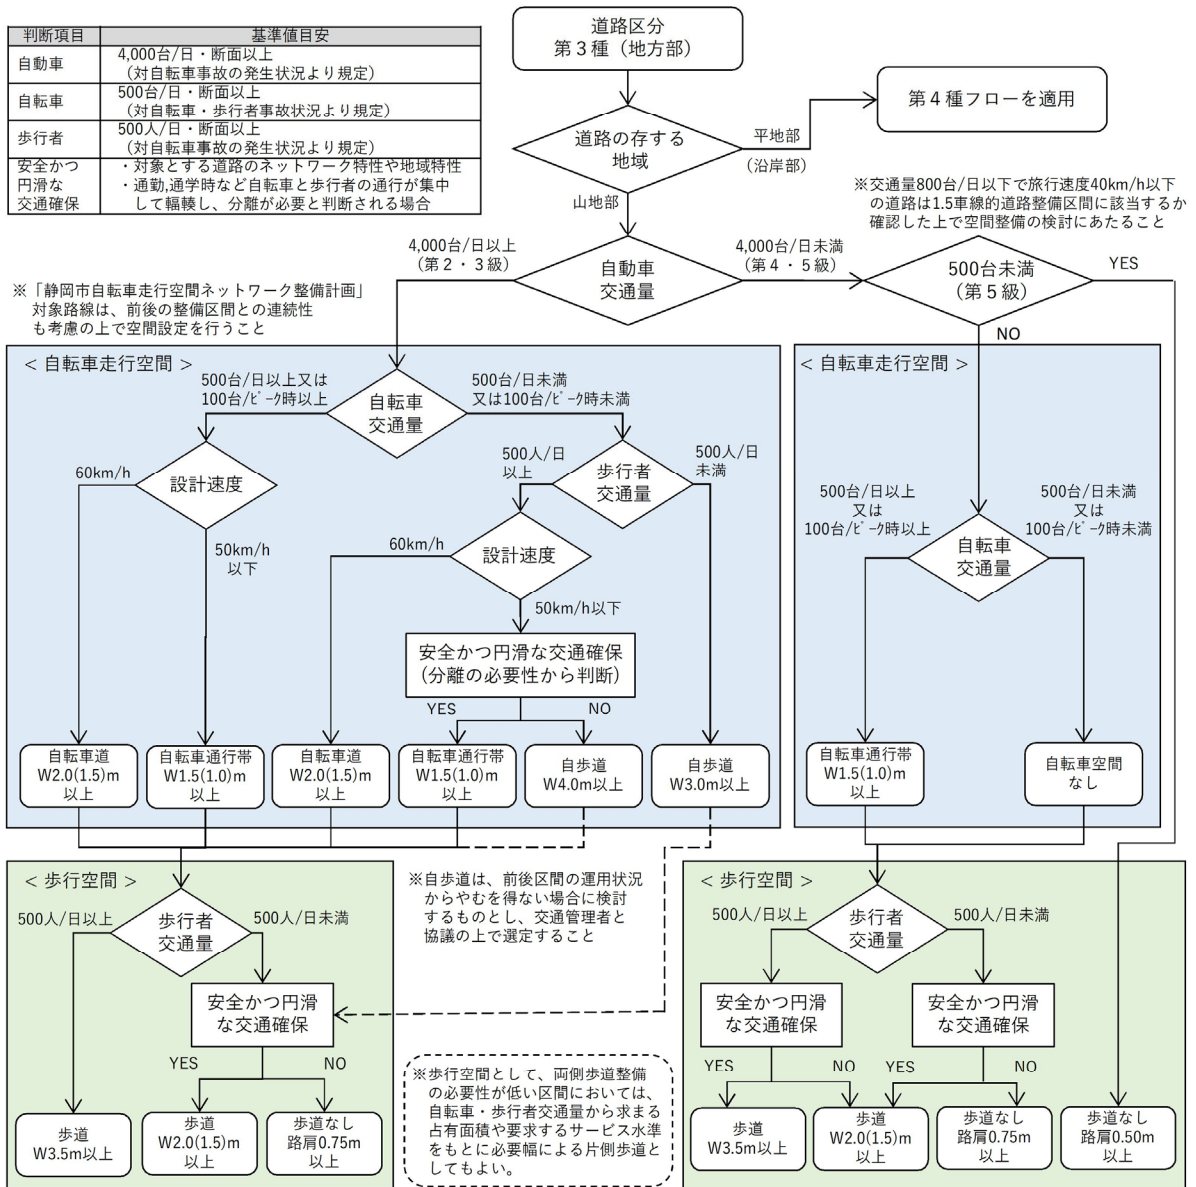 判断項目 基準値目安
自動車 4,000台/日・断面以上
(対自転車事故の発生状況より規定)
自転車 500台/日・断面以上
(対自転車・歩行者事故状況より規定)
歩行者 500人/日・断面以上
(対自転車事故の発生状況より規定)
安全かつ円滑な交通確保
・対象とする道路のネットワーク特性や地域特性
・通勤,通学時など自転車と歩行者の通行が集中
して輻輳し、分離が必要と判断される場合
道路区分
第3種(地方部)
道路の存する
地域
平地部
(沿岸部)
第4種フローを適用
山地部
※交通量800台/日以下で旅行速度40km/h以下
の道路は1.5車線的道路整備区間に該当するか
確認した上で空間整備の検討にあたること
4,000台/日以上
(第2・3級)
自動車
交通量
4,000台/日未満
(第4・5級)
500台未満
(第5級)
YES
NO
※「静岡市自転車走行空間ネットワーク整備計画」
対象路線は、前後の整備区間との連続性
も考慮の上で空間設定を行うこと
<自転車走行空間>
500台/日以上又は
100台/ピーク時以上
自転車
交通量
500台/日未満
又は100台/ピーク時未満
60km/h
設計速度
50km/h
以下
500人/日
以上
歩行者
交通量
500人/日
未満
60km/h
設計速度
50km/h以下
安全かつ円滑な交通確保
(分離の必要性から判断)
YES
NO
自転車道
W2.0(1.5)m
以上
自転車通行帯
W1.5(1.0)m
以上
自転車道
W2.0(1.5)m
以上
自転車通行帯
W1.5(1.0)m
以上
自歩道
W4.0m以上
自歩道
W3.0m以上
<自転車走行空間>
500台/日以上
又は
100台/ピーク時以上
自転車
交通量
500台/日未満
又は
100台/ピーク時未満
自転車通行帯
W1.5(1.0)m
以上
自転車空間
なし
<歩行空間>
500人/日以上
歩行者
交通量
500人/日未満
安全かつ円滑
な交通確保
YES
NO
歩道
W3.5m以上
歩道
W2.0(1.5)m
以上
歩道なし
路肩0.75m
以上
※自歩道は、前後区間の運用状況
からやむを得ない場合に検討
するものとし、交通管理者と
協議の上で選定すること
※歩行空間として、両側歩道整備
の必要性が低い区間においては、
自転車・歩行者交通量から求まる
占有面積や要求するサービス水準
をもとに必要幅による片側歩道と
してもよい。
<歩行空間>
500人/日以上
歩行者
交通量
500人/日未満
安全かつ円滑
な交通確保
安全かつ円滑
な交通確保
YES
NO
YES
NO
歩道
W3.5m以上
歩道
W2.0(1.5)m
以上
歩道なし
路肩0.75m
以上
歩道なし
路肩0.50m
以上